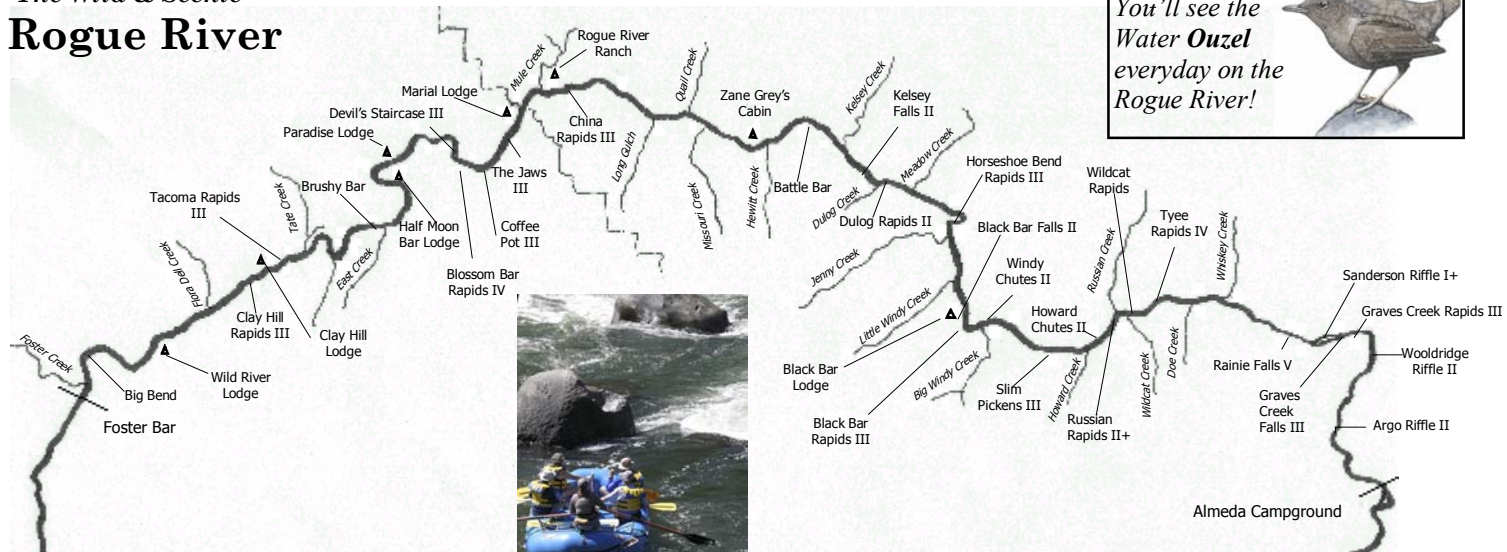 The Wild & Scenic
Rogue River
You'll see the
Water Ouzel
everyday on the
Rogue River!
Rogue River
Ranch
Mule Creek
Marial Lodge
Devil's Staircase III
Paradise Lodge
China
Rapids III
The Jaws
III
Coffee
Pot III
Blossom Bar
Rapids IV
Half Moon
Bar Lodge
Brushy Bar
Tate Creek
Tacoma Rapids
III
Flora Dell Creek
East Creek
Clay Hill
Rapids III
Clay Hill
Lodge
Wild River
Lodge
Big Bend
Foster Creek
Foster Bar
Long Gulch
Quail Creek
Missouri Creek
Zane Grey's
Cabin
Hewitt Creek
Battle Bar
Kelsey Creek
Kelsey
Falls II
Meadow Creek
Dulog Creek
Dulog Rapids II
Horseshoe Bend
Rapids III
Jenny Creek
Black Bar Falls II
Little Windy Creek
Windy
Chutes II
Black Bar
Lodge
Big Windy Creek
Black Bar
Rapids III
Slim
Pickens III
Howard
Chutes II
Howard Creek
Russian Creek
Russian
Rapids II+
Wildcat
Rapids
Wildcat Creek
Tyee
Rapids IV
Doe Creek
Whiskey Creek
Rainie Falls V
Sanderson Riffle I+
Graves Creek Rapids III
Graves
Creek
Falls III
Wooldridge
Riffle II
Argo Riffle II
Almeda Campground